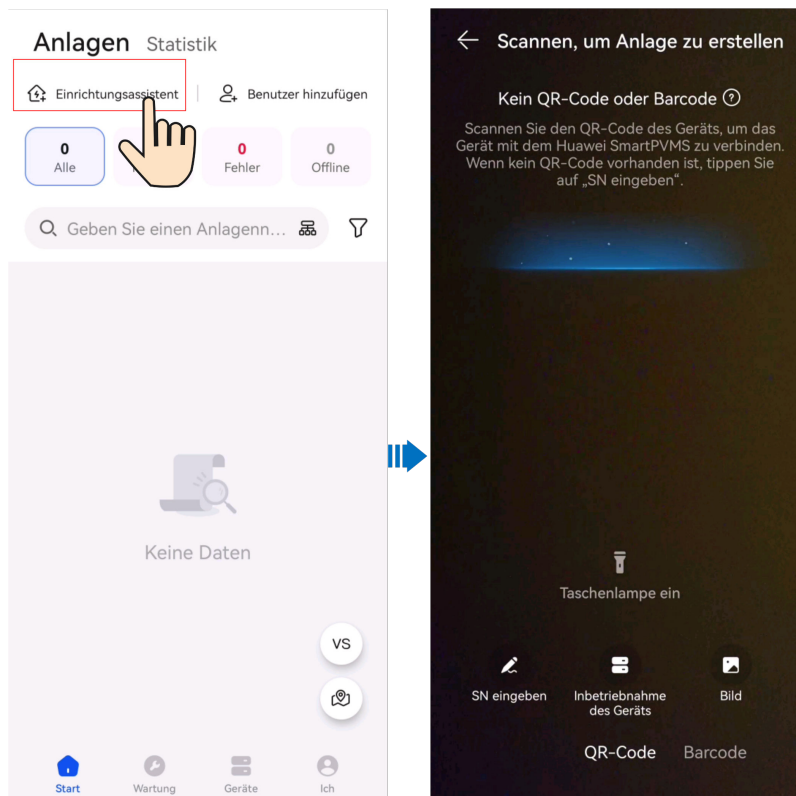 Anlagen Statistik
Einrichtungsassistent
Benutzer hinzufügen
0
Alle
0
Fehler
0
Offline
Geben Sie einen Anlagenn...
Keine Daten
VS
Start
Wartung
Geräte
Ich
Scannen, um Anlage zu erstellen
Kein QR-Code oder Barcode
Scannen Sie den QR-Code des Geräts, um das
Gerät mit dem Huawei SmartPVMS zu verbinden.
Wenn kein QR-Code vorhanden ist, tippen Sie
auf „SN eingeben“.
Taschenlampe ein
SN eingeben
Inbetriebnahme
des Geräts
Bild
QR-Code Barcode